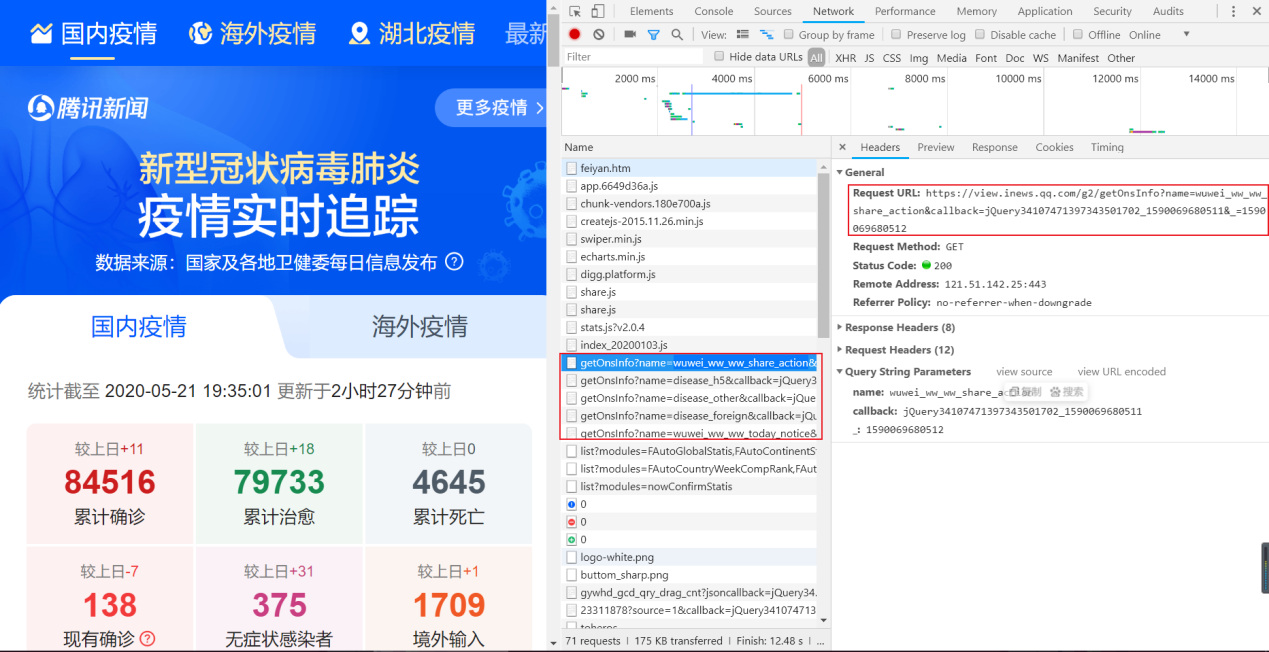 国内疫情 海外疫情 湖北疫情 最新
腾讯新闻 更多疫情 >
新型冠状病毒肺炎
疫情实时追踪
数据来源：国家及各地卫健委每日信息发布 ?
国内疫情 海外疫情
统计截至 2020-05-21 19:35:01 更新于2小时27分钟前
较上日+11 较上日+18 较上日0
84516 79733 4645
累计确诊 累计治愈 累计死亡
较上日-7 较上日+31 较上日+1
138 375 1709
现有确诊 ? 无症状感染者 境外输入
Elements Console Sources Network Performance Memory Application Security Audits
View: Group by frame Preserve log Disable cache Offline Online
Filter Hide data URLs All XHR JS CSS Img Media Font Doc WS Manifest Other
2000 ms 4000 ms 6000 ms 8000 ms 10000 ms 12000 ms 14000 ms
Name
feiyan.htm
app.6649d36a.js
chunk-vendors.180e700a.js
createjs-2015.11.26.min.js
swiper.min.js
echarts.min.js
digg.platform.js
share.js
share.js
stats.js?v2.0.4
index_20200103.js
getOnsInfo?name=wuwei_ww_ww_share_action&
getOnsInfo?name=disease_h5&callback=jQuery3
getOnsInfo?name=disease_other&callback=jQue
getOnsInfo?name=disease_foreign&callback=jQu
getOnsInfo?name=wuwei_ww_ww_today_notice&
list?modules=FAutoGlobalStatis,FAutoContinentS
list?modules=FAutoCountryWeekCompRank,FAut
list?modules=nowConfirmStatis
0
0
0
logo-white.png
buttom_sharp.png
gywhd_gcd_qry_drag_cnt?jsoncallback=jQuery34.
23311878?source=1&callback=jQuery341074713
toheros
71 requests | 175 KB transferred | Finish: 12.48 s | ...
Headers Preview Response Cookies Timing
General
Request URL: https://view.inews.qq.com/g2/getOnsInfo?name=wuwei_ww_ww_
share_action&callback=jQuery34107471397343501702_1590069680511&_=1590
069680512
Request Method: GET
Status Code: 200
Remote Address: 121.51.142.25:443
Referrer Policy: no-referrer-when-downgrade
Response Headers (8)
Request Headers (12)
Query String Parameters view source view URL encoded
name: wuwei_ww_ww_share_action 复制 搜索
callback: jQuery34107471397343501702_1590069680511
_: 1590069680512